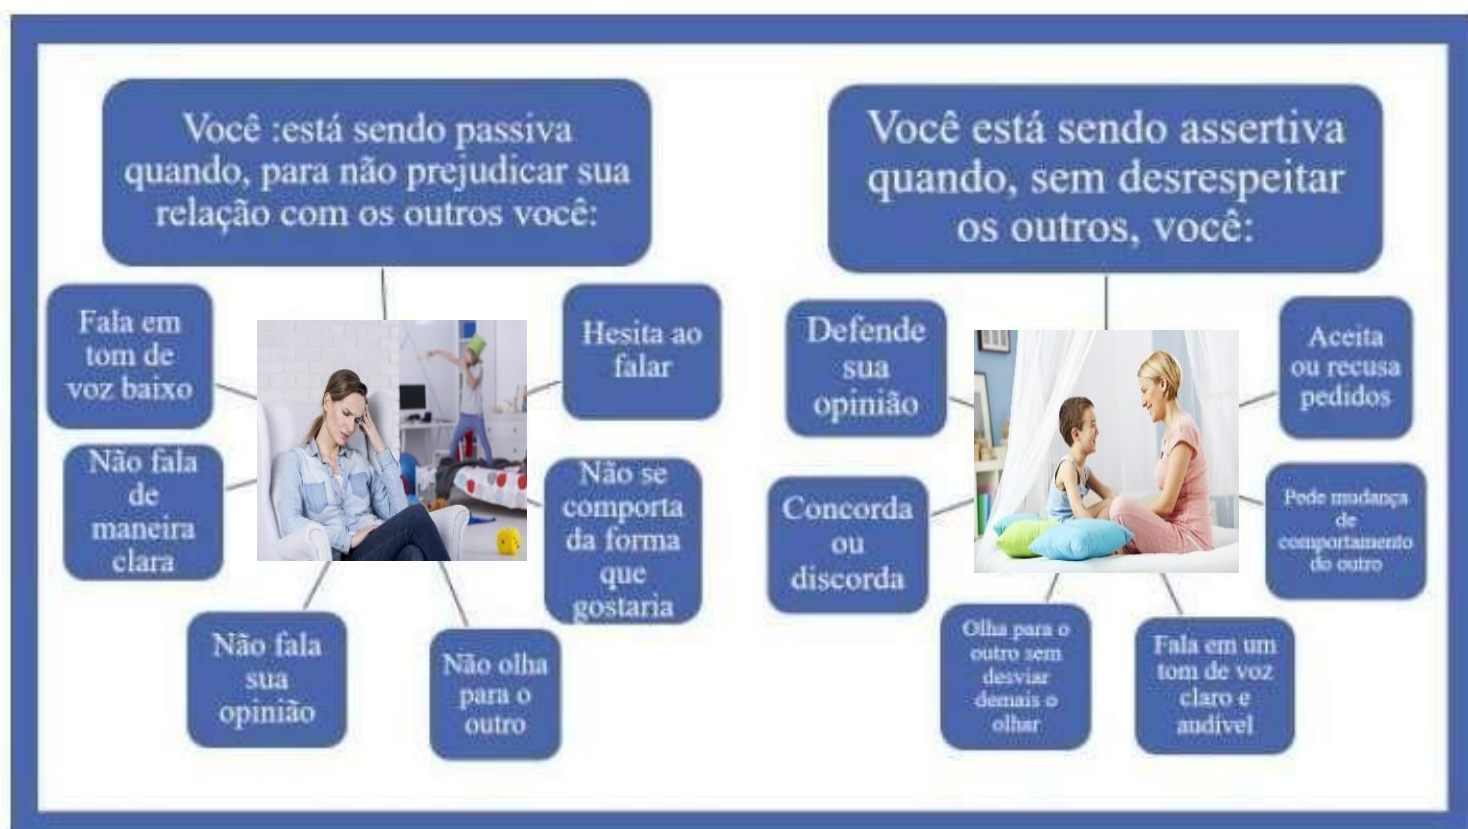 Você :está sendo passiva
quando, para não prejudicar sua
relação com os outros você:
Fala em
tom de
voz baixo
Hesita ao
falar
Não fala
de
maneira
clara
Não se
comporta
da forma
que
gostaria
Não fala
sua
opinião
Não olha
para o
outro
Você está sendo assertiva
quando, sem desrespeitar
os outros, você:
Defende
sua
opinião
Aceita
ou recusa
pedidos
Concorda
ou
discorda
Pede mudança
de
comportamento
do outro
Olha para o
outro sem
desviar
demais o
olhar
Fala em um
tom de voz
claro e
audível